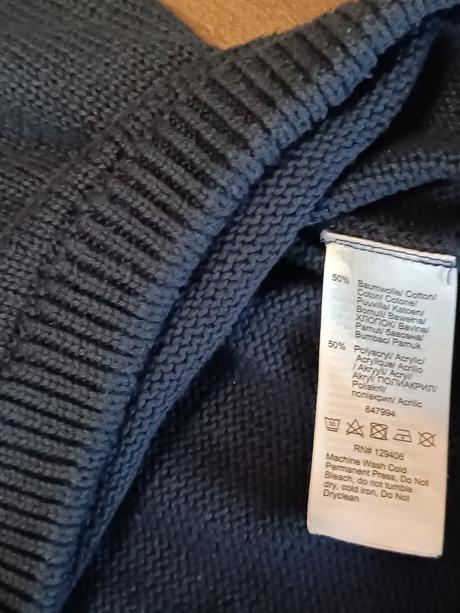 50% Baumwolle/ Cotton/
Coton/ Cotone/
Puuvilla/ Katoen/
Bomull/ Bawełna/
ХЛОПОК/ Bavlna/
Pamut/ бавовна/
Bumbac/ Pamuk
50% Polyacryl/ Acrylic/
Acrylique/ Acrilico
/ Akryyli/ Acryl/
Akryl/ ПОЛИАКРИЛ/
Poliakril/
поліакрил/ Acrilic
647994
30
RN# 129406
Machine Wash Cold
Permanent Press, Do Not
Bleach, do not tumble
dry, cold iron, Do Not
Dryclean